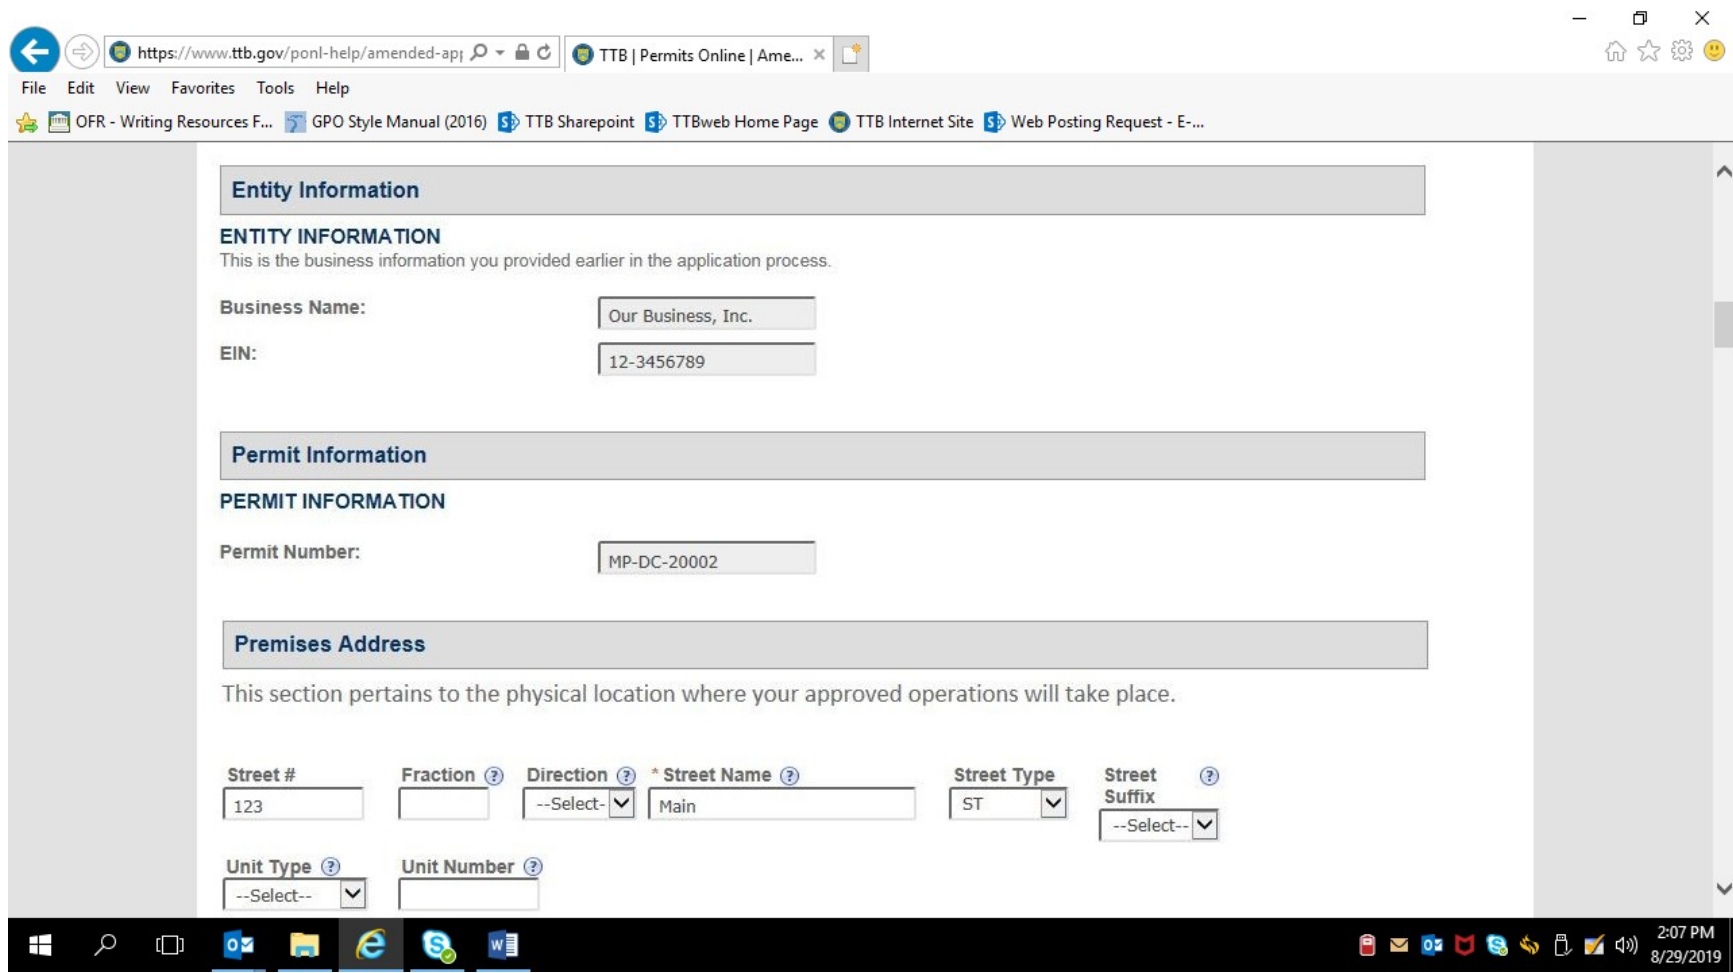 https://www.ttb.gov/ponl-help/amended-ap
TTB | Permits Online | Ame...
File Edit View Favorites Tools Help
OFR - Writing Resources F... GPO Style Manual (2016) TTB Sharepoint TTBweb Home Page TTB Internet Site Web Posting Request - E-...
Entity Information
ENTITY INFORMATION
This is the business information you provided earlier in the application process.
Business Name: Our Business, Inc.
EIN: 12-3456789
Permit Information
PERMIT INFORMATION
Permit Number: MP-DC-20002
Premises Address
This section pertains to the physical location where your approved operations will take place.
Street # Fraction Direction * Street Name Street Type Street Suffix
123 --Select- Main ST --Select--
Unit Type Unit Number
--Select--
2:07 PM
8/29/2019